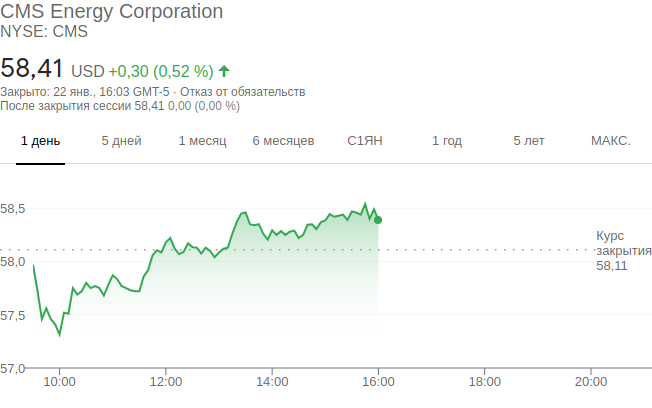 CMS Energy Corporation
NYSE: CMS
58,41 USD +0,30 (0,52 %)
Закрыто: 22 янв., 16:03 GMT-5 · Отказ от обязательств
После закрытия сессии 58,41 0,00 (0,00 %)
1 день 5 дней 1 месяц 6 месяцев С1ЯН 1 год 5 лет МАКС.
58,5
58,0
57,5
57,0
Курс
закрытия
58,11
10:00 12:00 14:00 16:00 18:00 20:00